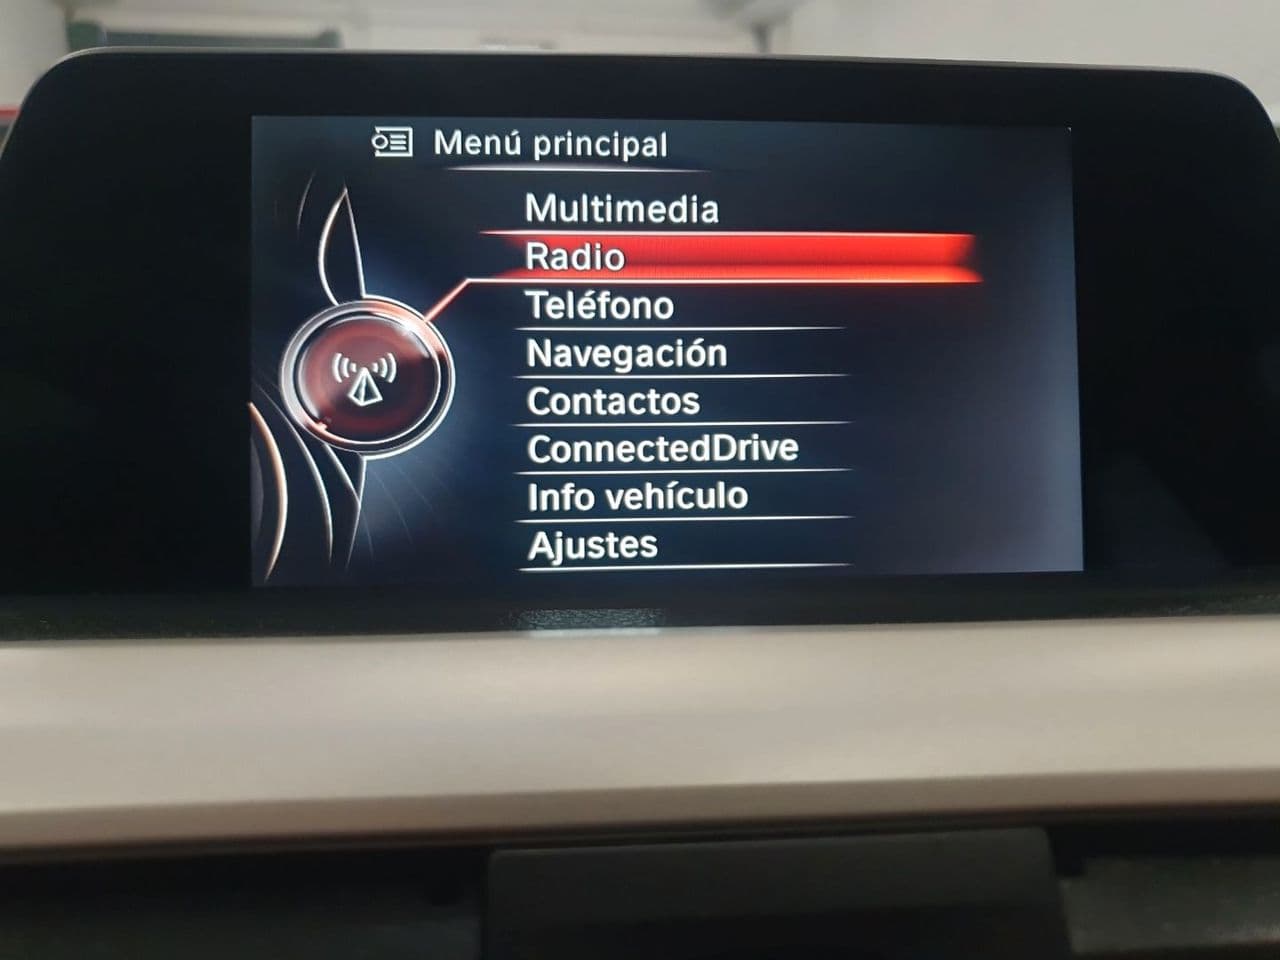 Menú principal
Multimedia
Radio
Teléfono
Navegación
Contactos
ConnectedDrive
Info vehículo
Ajustes